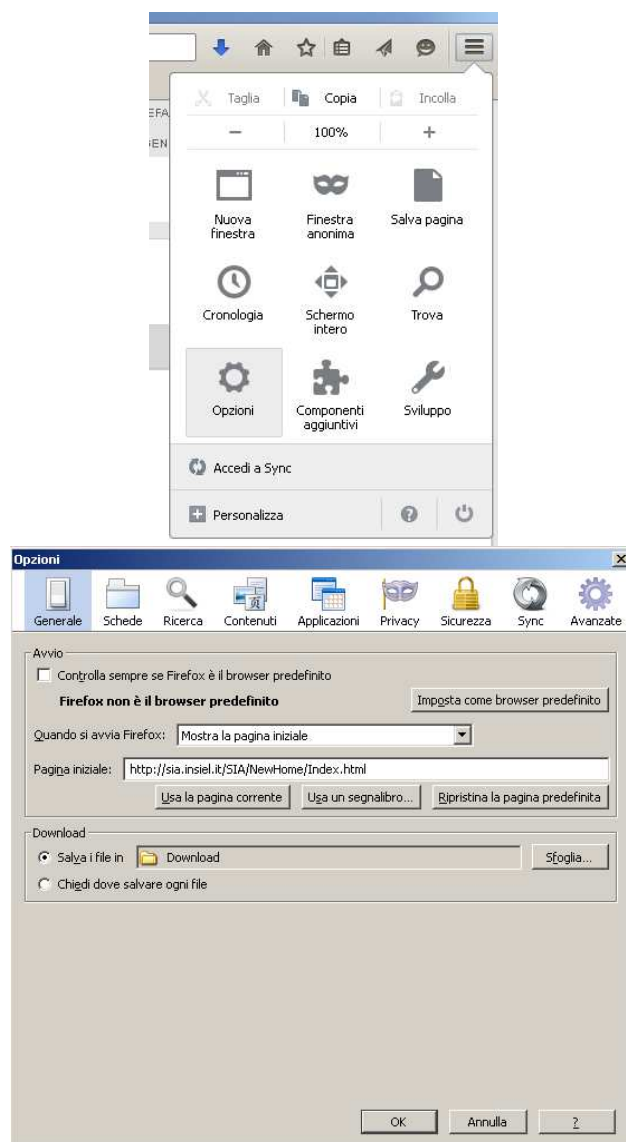 EFA
Taglia Copia Incolla
EN
− 100% +
Nuova finestra
Finestra anonima
Salva pagina
Cronologia
Schermo intero
Trova
Opzioni
Componenti aggiuntivi
Sviluppo
Accedi a Sync
Personalizza
Opzioni
Generale Schede Ricerca Contenuti Applicazioni Privacy Sicurezza Sync Avanzate
Avvio
Controlla sempre se Firefox è il browser predefinito
Firefox non è il browser predefinito Imposta come browser predefinito
Quando si avvia Firefox: Mostra la pagina iniziale
Pagina iniziale: http://sia.insiel.it/SIA/NewHome/Index.html
Usa la pagina corrente Usa un segnalibro... Ripristina la pagina predefinita
Download
Salva i file in Download Sfoglia...
Chiedi dove salvare ogni file
OK Annulla ?